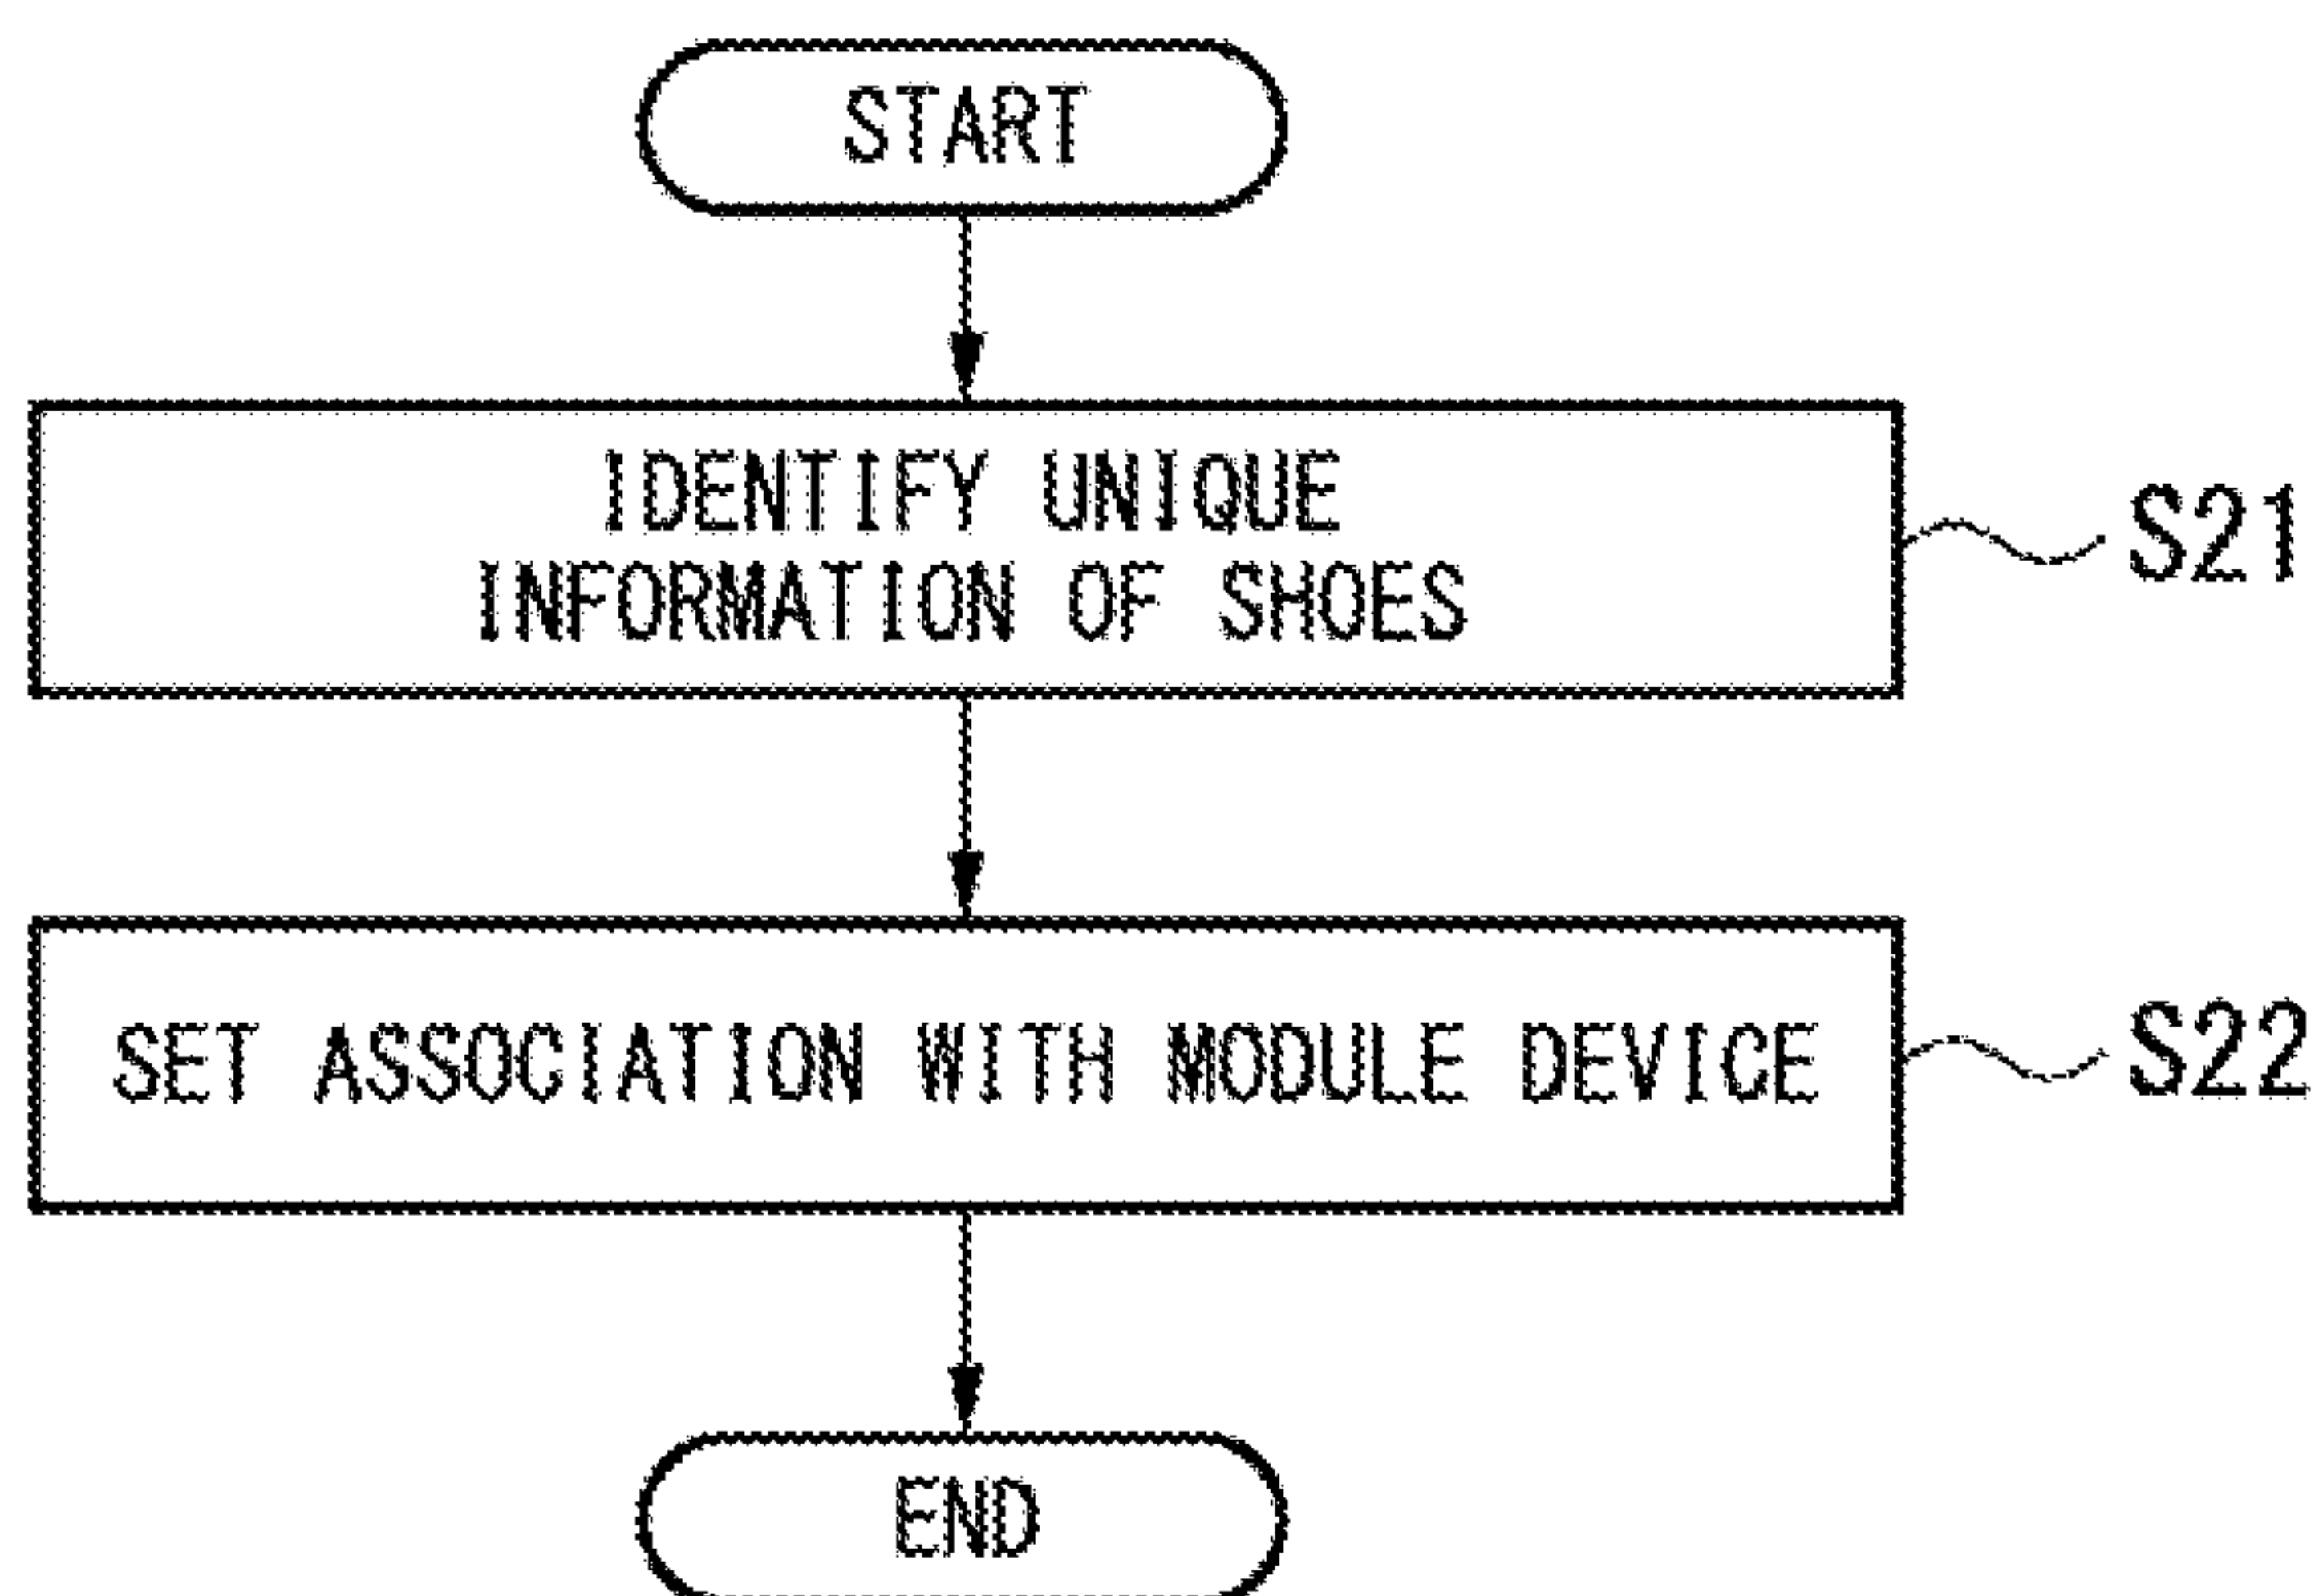 START
IDENTIFY UNIQUE
INFORMATION OF SHOES
S21
SET ASSOCIATION WITH MODULE DEVICE
S22
END